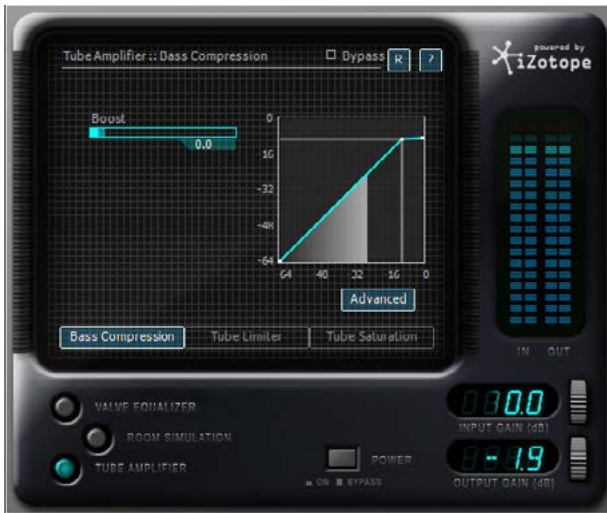 Tube Amplifier :: Bass Compression
Bypass
R
?
powered by
iZotope
Boost
0.0
0
16
-32
-48
-64
64 48 32 16 0
Advanced
Bass Compression
Tube Limiter
Tube Saturation
IN OUT
VALVE EQUALIZER
ROOM SIMULATION
TUBE AMPLIFIER
POWER
ON BYPASS
10.0
INPUT GAIN (dB)
-1.9
OUTPUT GAIN (dB)